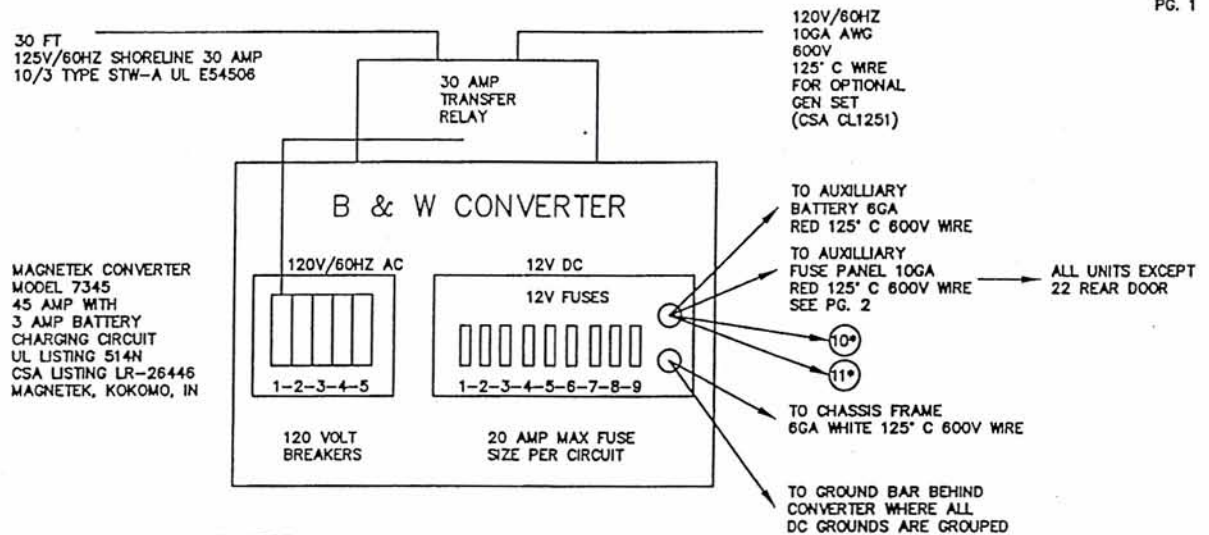 PG. 1
30 FT
125V/60HZ SHORELINE 30 AMP
10/3 TYPE STW-A UL E54506
30 AMP
TRANSFER
RELAY
120V/60HZ
10GA AWG
600V
125° C WIRE
FOR OPTIONAL
GEN SET
(CSA CL1251)
B & W CONVERTER
MAGNETEK CONVERTER
MODEL 7345
45 AMP WITH
3 AMP BATTERY
CHARGING CIRCUIT
UL LISTING 514N
CSA LISTING LR-26446
MAGNETEK, KOKOMO, IN
120V/60HZ AC
1-2-3-4-5
120 VOLT
BREAKERS
12V DC
12V FUSES
1-2-3-4-5-6-7-8-9
20 AMP MAX FUSE
SIZE PER CIRCUIT
TO AUXILLIARY
BATTERY 6GA
RED 125° C 600V WIRE
TO AUXILLIARY
FUSE PANEL 10GA
RED 125° C 600V WIRE
SEE PG. 2
ALL UNITS EXCEPT
22 REAR DOOR
10*
11*
TO CHASSIS FRAME
6GA WHITE 125° C 600V WIRE
TO GROUND BAR BEHIND
CONVERTER WHERE ALL
DC GROUNDS ARE GROUPED